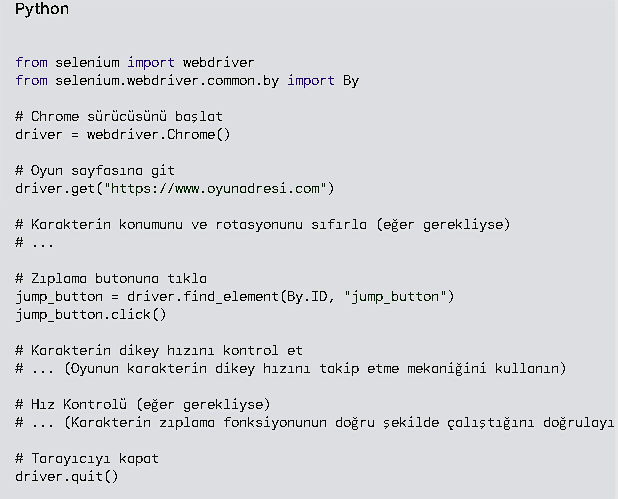 Python
from selenium import webdriver
from selenium.webdriver.common.by import By
# Chrome sürücüsünü başlat
driver = webdriver.Chrome()
# Oyun sayfasına git
driver.get("https://www.oyunadresi.com")
# Karakterin konumunu ve rotasyonunu sıfırla (eğer gerekliyse)
# ...
# Zıplama butonuna tıkla
jump_button = driver.find_element(By.ID, "jump_button")
jump_button.click()
# Karakterin dikey hızını kontrol et
# ... (Oyunun karakterin dikey hızını takip etme mekaniğini kullanın)
# Hız Kontrolü (eğer gerekliyse)
# ... (Karakterin zıplama fonksiyonunun doğru şekilde çalıştığını doğrulayı
# Tarayıcıyı kapat
driver.quit()